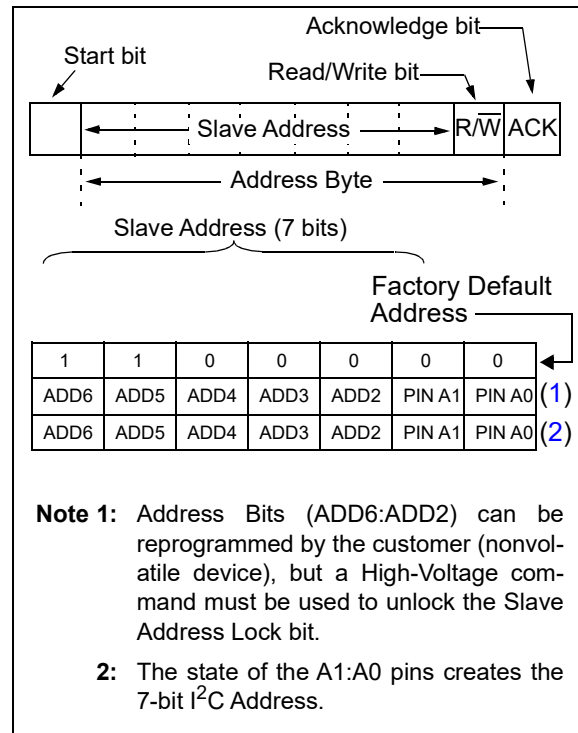 Acknowledge bit
Start bit
Read/Write bit
Slave Address
R/W
ACK
Address Byte
Slave Address (7 bits)
Factory Default
Address
1 1 0 0 0 0 0
ADD6 ADD5 ADD4 ADD3 ADD2 PIN A1 PIN A0 (1)
ADD6 ADD5 ADD4 ADD3 ADD2 PIN A1 PIN A0 (2)
Note 1: Address Bits (ADD6:ADD2) can be
reprogrammed by the customer (nonvol-
atile device), but a High-Voltage com-
mand must be used to unlock the Slave
Address Lock bit.
2: The state of the A1:A0 pins creates the
7-bit I²C Address.